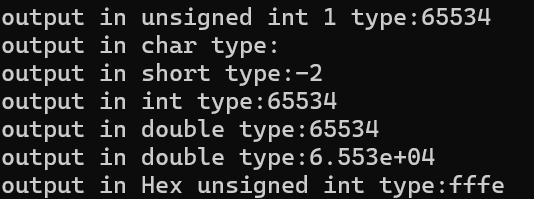 output in unsigned int 1 type:65534
output in char type:
output in short type:-2
output in int type:65534
output in double type:65534
output in double type:6.553e+04
output in Hex unsigned int type:fffe